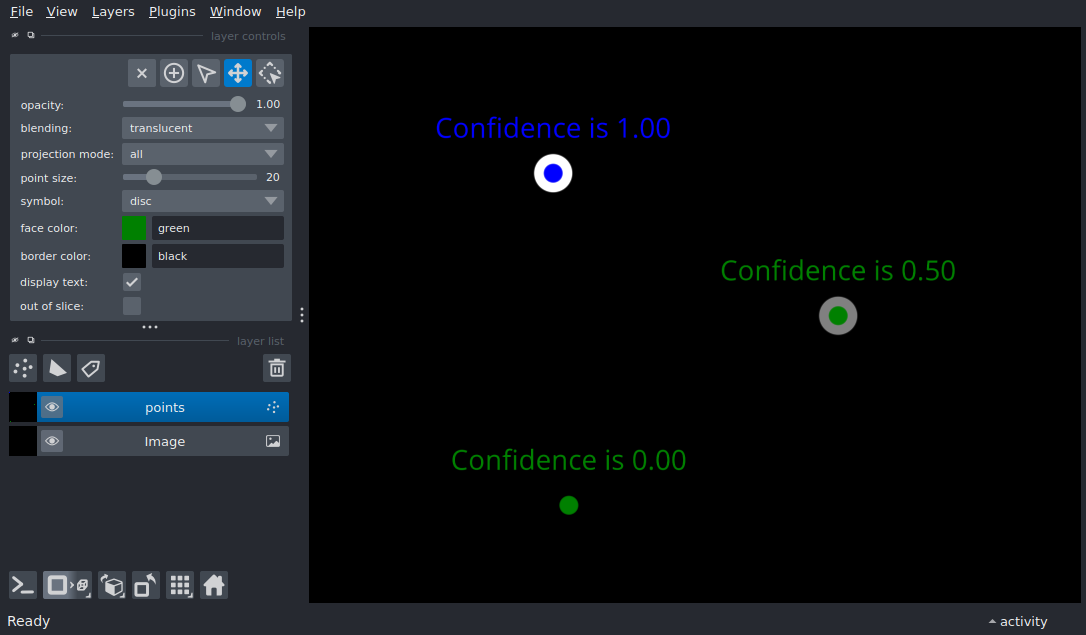 File View Layers Plugins Window Help
layer controls
opacity: 1.00
blending: translucent
projection mode: all
point size: 20
symbol: disc
face color: green
border color: black
display text:
out of slice:
layer list
points
Image
Confidence is 1.00
Confidence is 0.50
Confidence is 0.00
Ready
activity